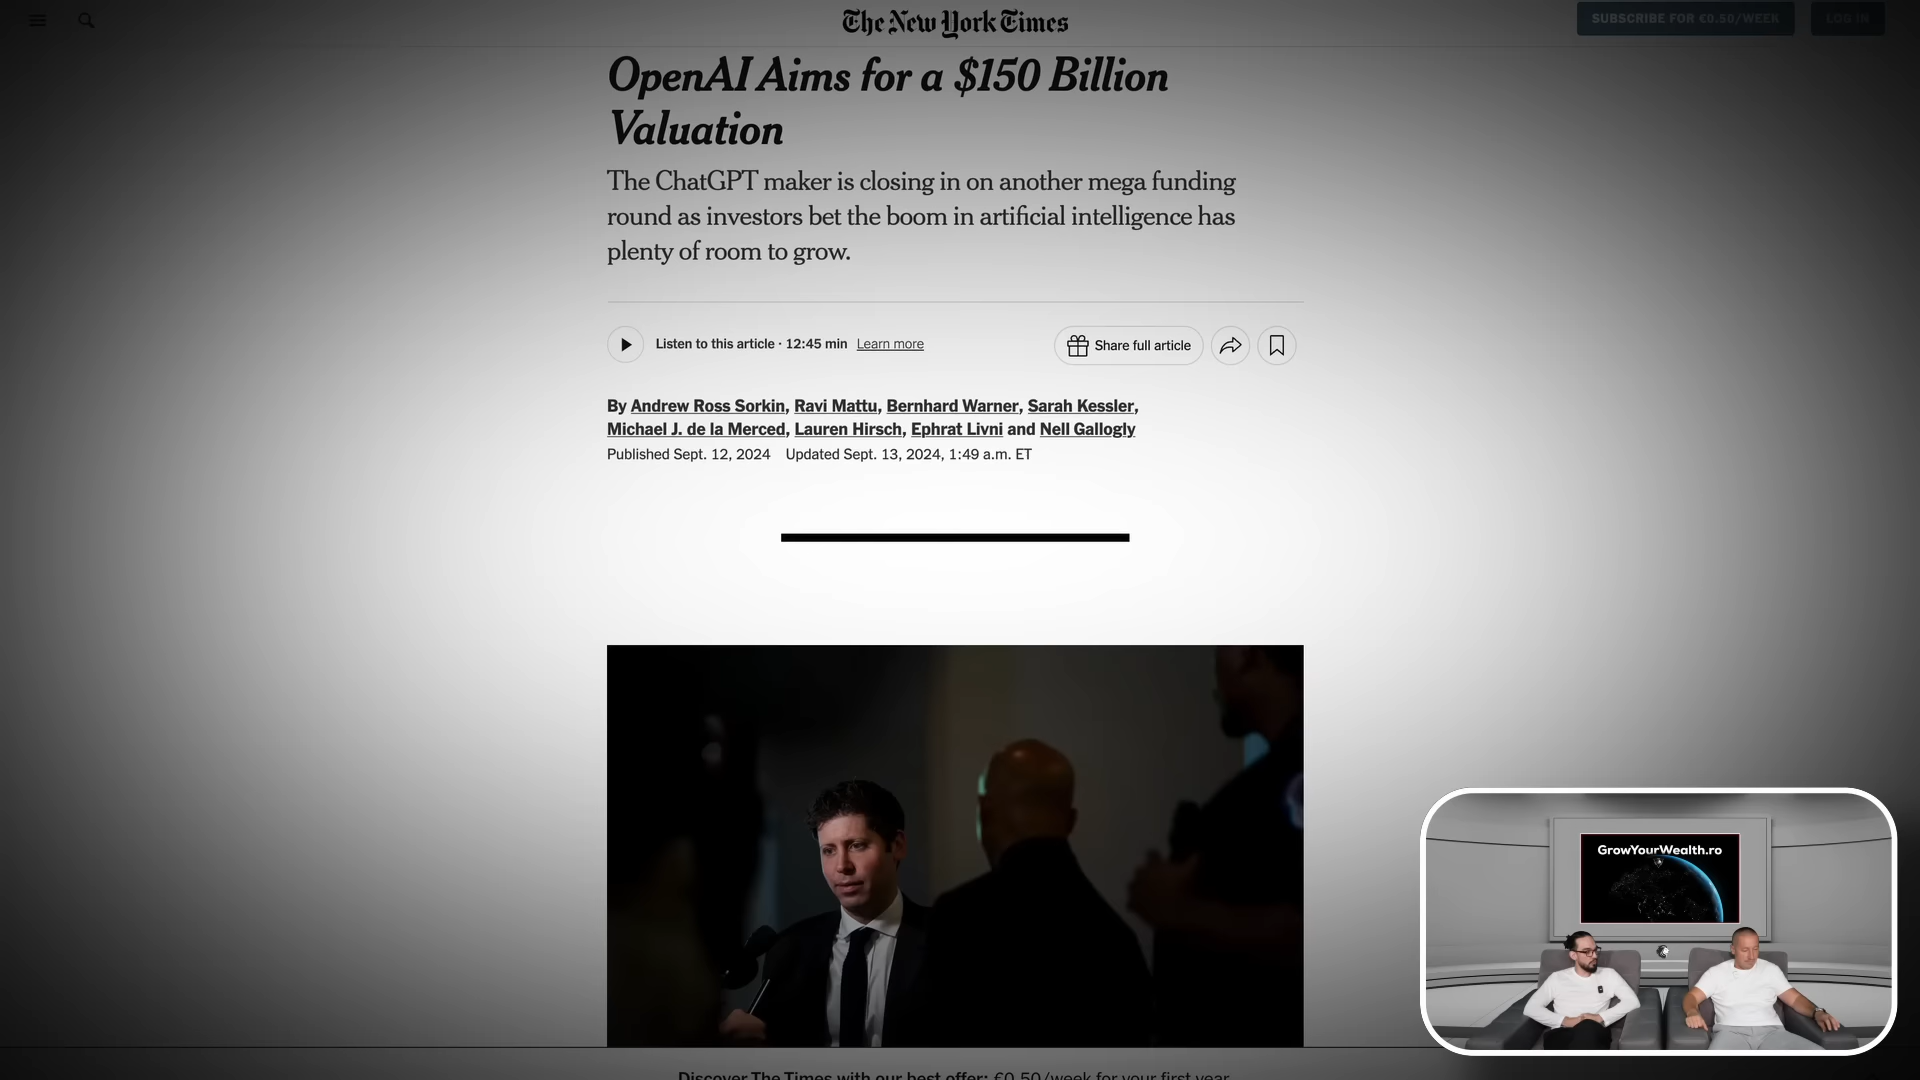 The New York Times
SUBSCRIBE FOR €0.50/WEEK
LOG IN
OpenAI Aims for a $150 Billion
Valuation
The ChatGPT maker is closing in on another mega funding
round as investors bet the boom in artificial intelligence has
plenty of room to grow.
Listen to this article · 12:45 min Learn more
Share full article
By Andrew Ross Sorkin, Ravi Mattu, Bernhard Warner, Sarah Kessler,
Michael J. de la Merced, Lauren Hirsch, Ephrat Livni and Nell Gallogly
Published Sept. 12, 2024 Updated Sept. 13, 2024, 1:49 a.m. ET
GrowYourWealth.ro
Discover The Times with our best offer: €0.50/week for your first year